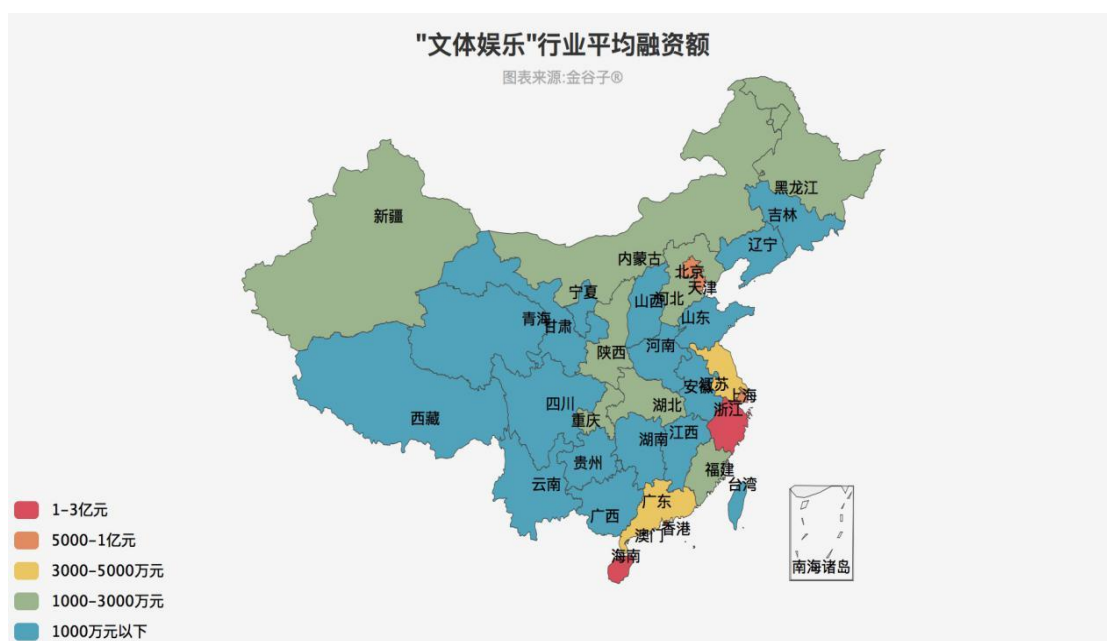 "文体娱乐"行业平均融资额
图表来源:金谷子®
黑龙江
吉林
新疆
辽宁
内蒙古
北京
天津
宁夏
山西
河北
青海
甘肃
山东
陕西
河南
安徽
江苏
上海
四川
湖北
浙江
西藏
重庆
湖南
江西
贵州
福建
云南
台湾
广西
广东
香港
澳门
海南
南海诸岛
1-3亿元
5000-1亿元
3000-5000万元
1000-3000万元
1000万元以下